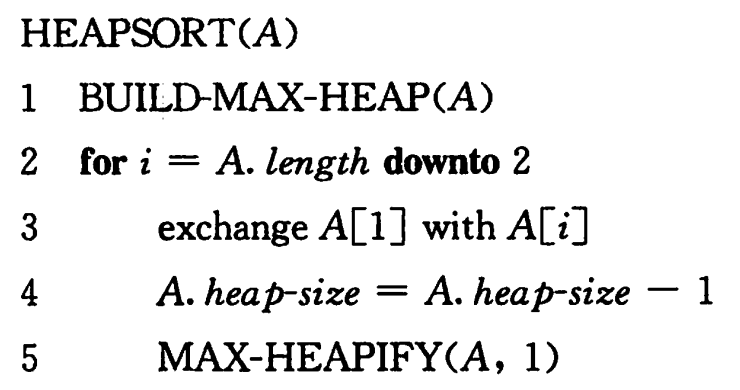 HEAPSORT(A)
1 BUILD-MAX-HEAP(A)
2 for i = A. length downto 2
3 exchange A[1] with A[i]
4 A. heap-size = A. heap-size − 1
5 MAX-HEAPIFY(A, 1)